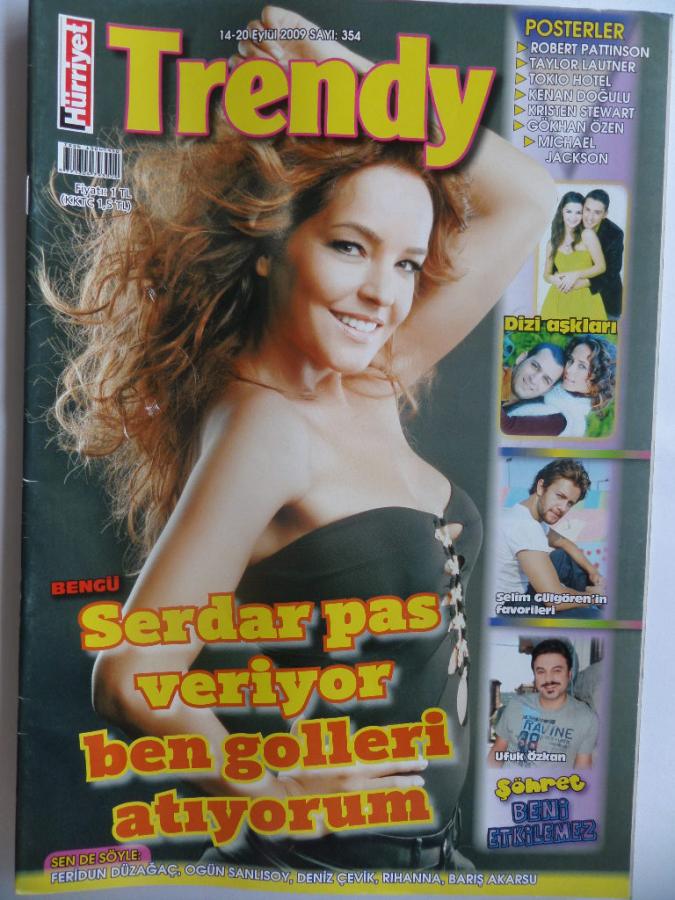 Hürriyet
14-20 Eylül 2009 SAYI: 354
Trendy
Fiyatı: 1 TL
(KKTC 1,5 TL)
POSTERLER
ROBERT PATTINSON
TAYLOR LAUTNER
TOKIO HOTEL
KENAN DOĞULU
KRISTEN STEWART
GÖKHAN ÖZEN
MICHAEL
JACKSON
Dizi aşkları
Selim Gülgören'in
favorileri
RAVINE
Ufuk Özkan
Şöhret
BENİ
ETKİLEMEZ
BENGÜ
Serdar pas
veriyor
ben golleri
atıyorum
SEN DE SÖYLE:
FERİDUN DÜZAĞAÇ, OGÜN SANLISOY, DENİZ ÇEVİK, RIHANNA, BARIŞ AKARSU